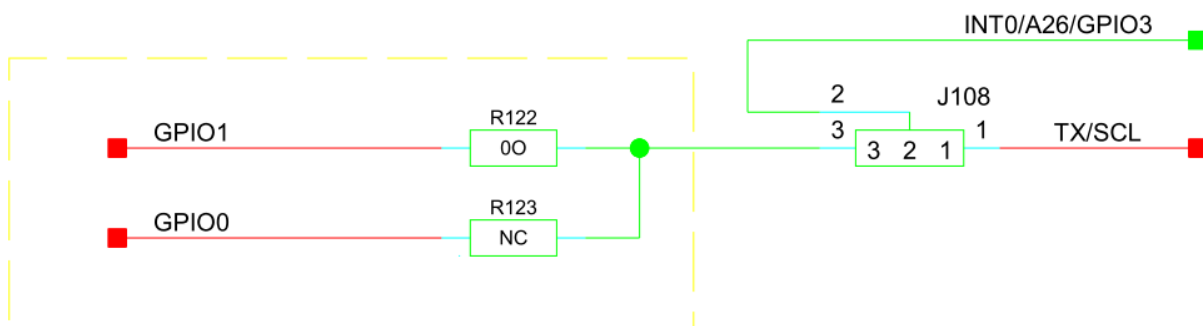 INT0/A26/GPIO3
2
J108
GPIO1
R122
0O
3
3 2 1
1
TX/SCL
GPIO0
R123
NC